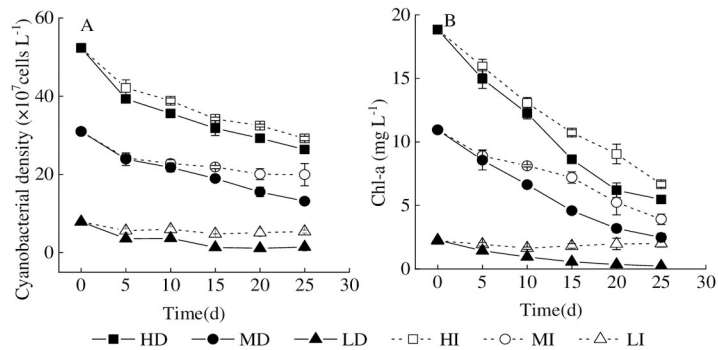 A
Cyanobacterial density (×10⁷cells L⁻¹)
60
40
20
0
0 5 10 15 20 25 30
Time(d)
B
Chl-a (mg L⁻¹)
20
15
10
5
0
0 5 10 15 20 25 30
Time(d)
HD MD LD HI MI LI